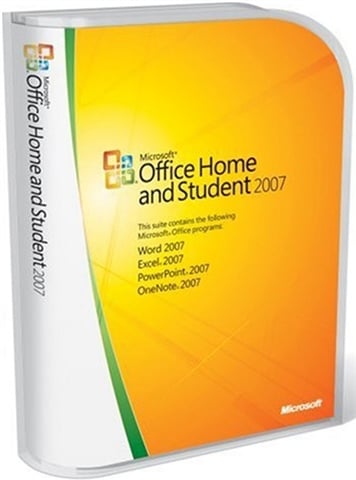 Microsoft®
Office Home and Student 2007
Microsoft®
Office Home
and Student 2007
This suite contains the following
Microsoft® Office programs:
Word 2007
Excel® 2007
PowerPoint® 2007
OneNote® 2007
Microsoft